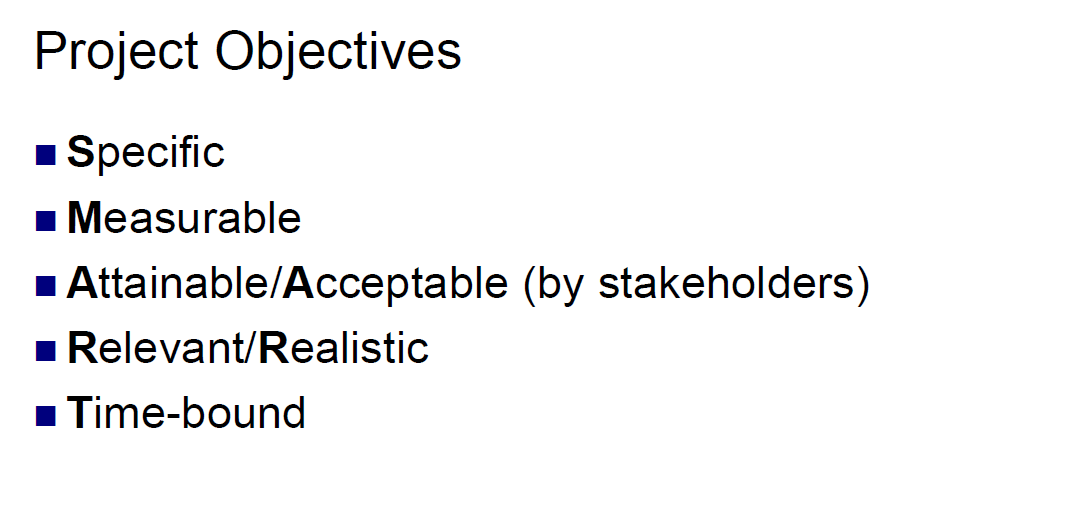 Project Objectives
Specific
Measurable
Attainable/Acceptable (by stakeholders)
Relevant/Realistic
Time-bound